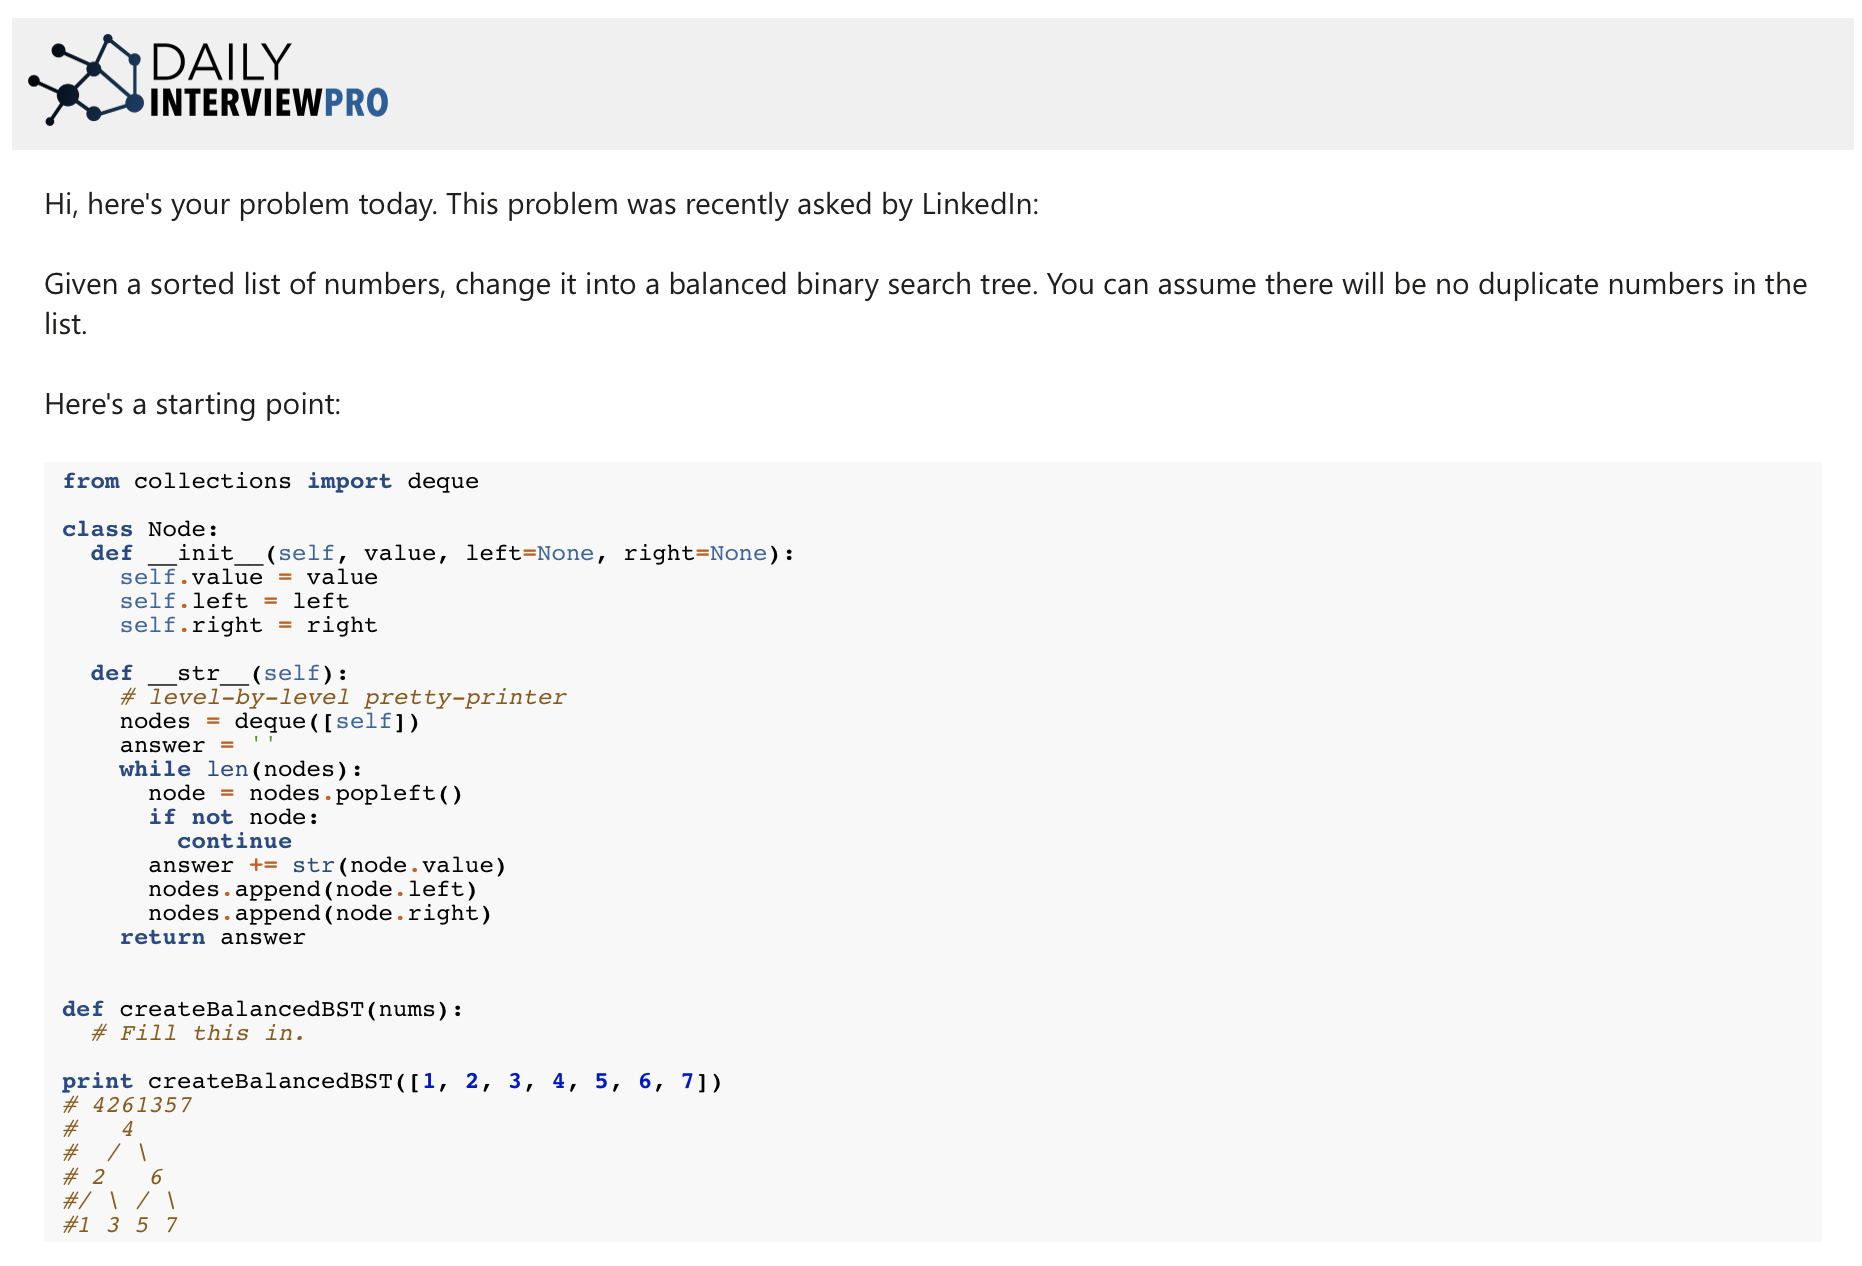 DAILY
INTERVIEWPRO
Hi, here's your problem today. This problem was recently asked by LinkedIn:
Given a sorted list of numbers, change it into a balanced binary search tree. You can assume there will be no duplicate numbers in the
list.
Here's a starting point:
from collections import deque
class Node:
  def __init__(self, value, left=None, right=None):
    self.value = value
    self.left = left
    self.right = right
  def __str__(self):
    # level-by-level pretty-printer
    nodes = deque([self])
    answer = ''
    while len(nodes):
      node = nodes.popleft()
      if not node:
        continue
      answer += str(node.value)
      nodes.append(node.left)
      nodes.append(node.right)
    return answer
def createBalancedBST(nums):
  # Fill this in.
print createBalancedBST([1, 2, 3, 4, 5, 6, 7])
# 4261357
#   4
#  / \
# 2   6
#/ \ / \
#1 3 5 7